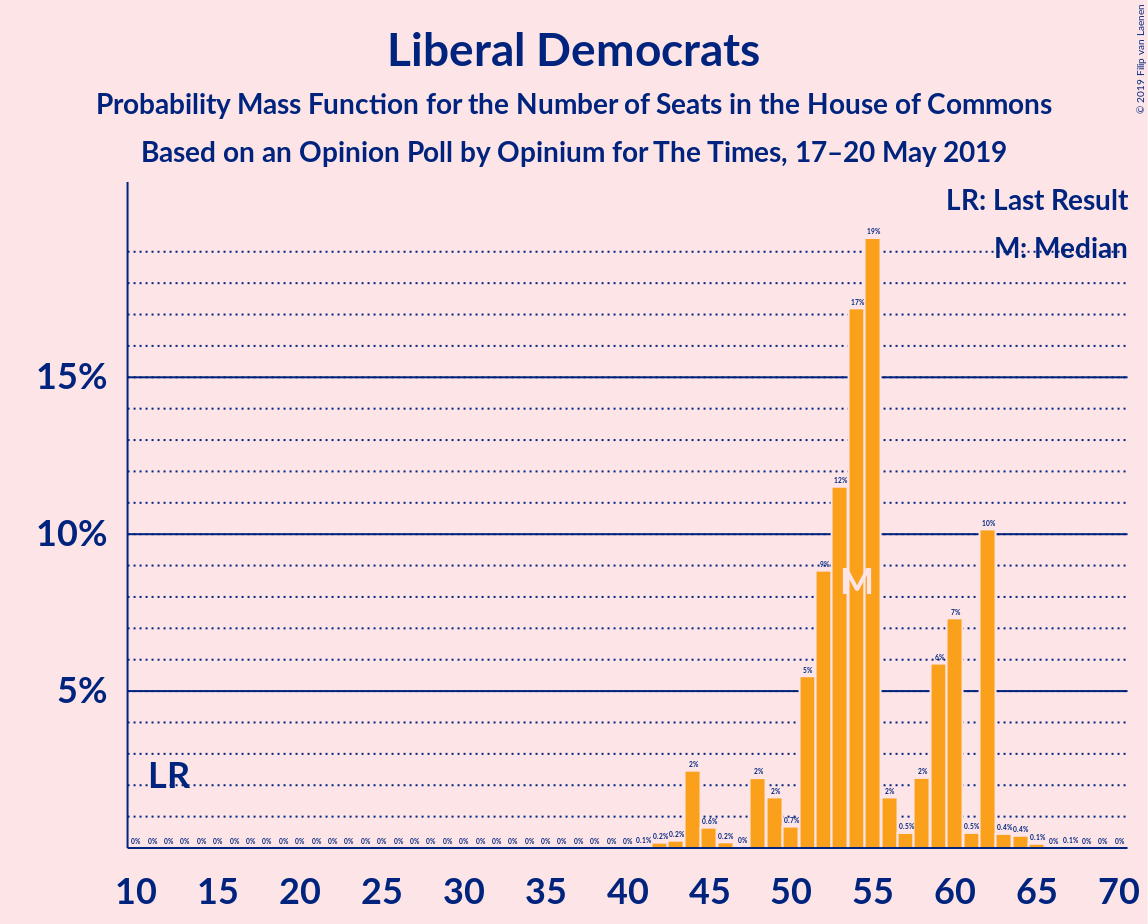 © 2019 Filip van Laenen
Liberal Democrats
Probability Mass Function for the Number of Seats in the House of Commons
Based on an Opinion Poll by Opinium for The Times, 17–20 May 2019
LR: Last Result
M: Median
19%
17%
15%
12%
10%
10%
9%
M
7%
6%
5%
5%
LR
2% 2% 2% 2% 2%
0% 0% 0% 0% 0% 0% 0% 0% 0% 0% 0% 0% 0% 0% 0% 0% 0% 0% 0% 0% 0% 0% 0% 0% 0% 0% 0% 0% 0% 0% 0% 0.1% 0.2% 0.2% 0.6% 0.2% 0% 0.7% 0.5% 0.5% 0.4% 0.4% 0.1% 0% 0.1% 0% 0% 0%
10 15 20 25 30 35 40 45 50 55 60 65 70